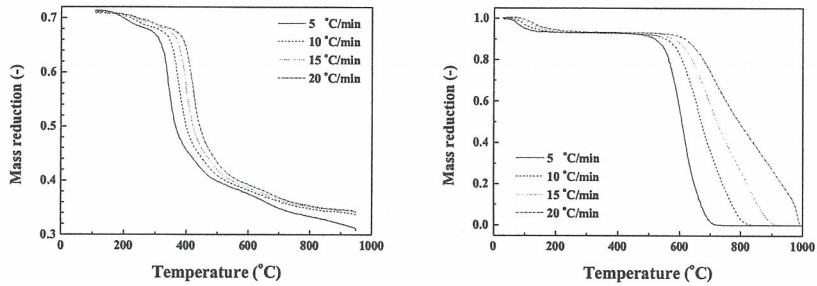 0.7
0.6
0.5
0.4
0.3
0 200 400 600 800 1000
Mass reduction (-)
Temperature (°C)
5 °C/min
10 °C/min
15 °C/min
20 °C/min
1.0
0.8
0.6
0.4
0.2
0.0
0 200 400 600 800 1000
Mass reduction (-)
Temperature (°C)
5 °C/min
10 °C/min
15 °C/min
20 °C/min